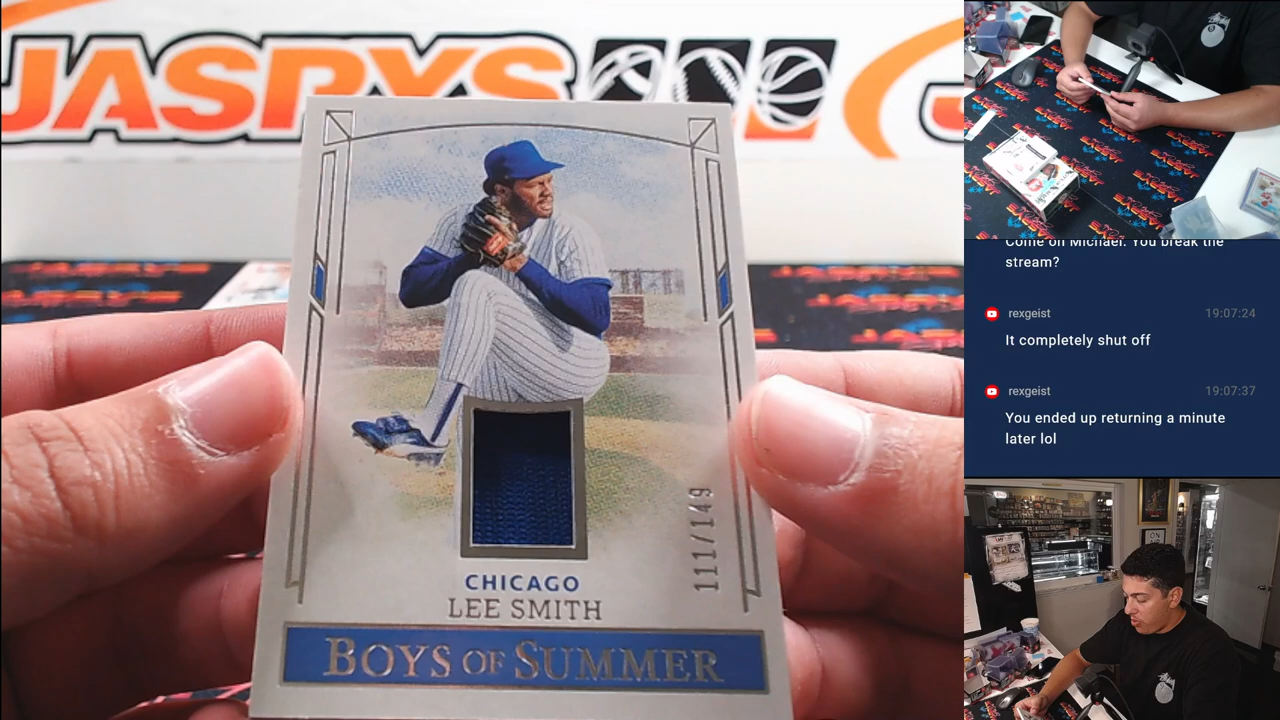 JASPYS
CHICAGO
LEE SMITH
BOYS OF SUMMER
111/149
Come on Michael. You break the
stream?
rexgeist 19:07:24
It completely shut off
rexgeist 19:07:37
You ended up returning a minute
later lol